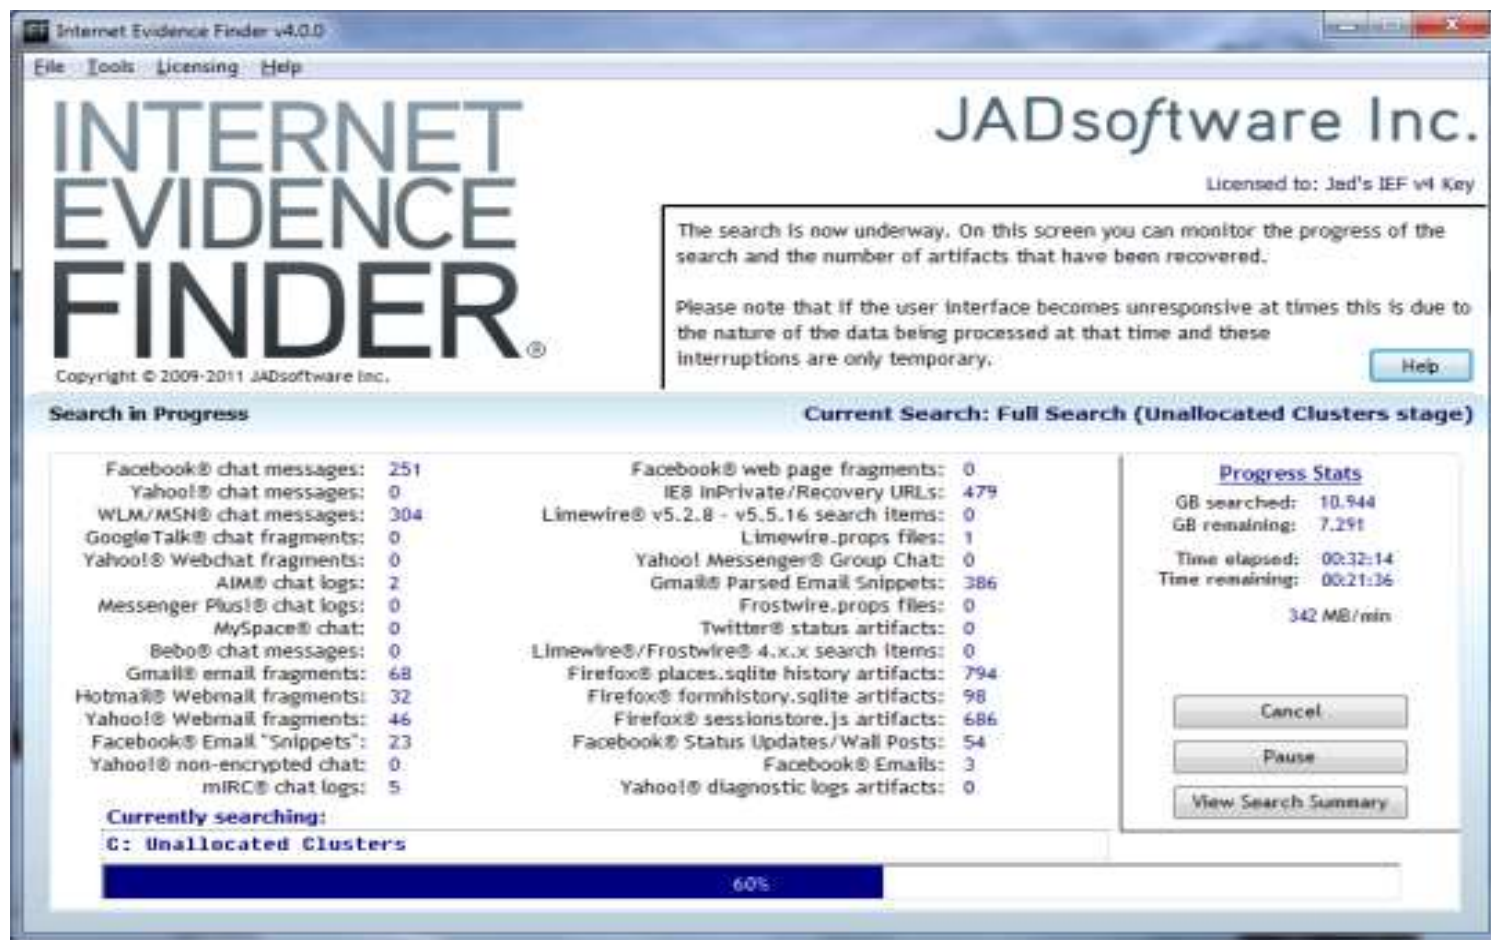 Internet Evidence Finder v4.0.0
File Tools Licensing Help
INTERNET
EVIDENCE
FINDER®
Copyright © 2009-2011 JADsoftware Inc.
JADsoftware Inc.
Licensed to: Jad's IEF v4 Key
The search is now underway. On this screen you can monitor the progress of the
search and the number of artifacts that have been recovered.
Please note that if the user interface becomes unresponsive at times this is due to
the nature of the data being processed at that time and these
interruptions are only temporary.
Help
Search in Progress
Current Search: Full Search (Unallocated Clusters stage)
Facebook® chat messages: 251
Yahoo!® chat messages: 0
WLM/MSN® chat messages: 304
GoogleTalk® chat fragments: 0
Yahoo!® Webchat fragments: 0
AIM® chat logs: 2
Messenger Plus!® chat logs: 0
MySpace® chat: 0
Bebo® chat messages: 0
Gmail® email fragments: 68
Hotmail® Webmail fragments: 32
Yahoo!® Webmail fragments: 46
Facebook® Email "Snippets": 23
Yahoo!® non-encrypted chat: 0
mIRC® chat logs: 5
Facebook® web page fragments: 0
IE8 InPrivate/Recovery URLs: 479
Limewire® v5.2.8 - v5.5.16 search items: 0
Limewire.props files: 1
Yahoo! Messenger® Group Chat: 0
Gmail® Parsed Email Snippets: 386
Frostwire.props files: 0
Twitter® status artifacts: 0
Limewire®/Frostwire® 4.x.x search items: 0
Firefox® places.sqlite history artifacts: 794
Firefox® formhistory.sqlite artifacts: 98
Firefox® sessionstore.js artifacts: 686
Facebook® Status Updates/Wall Posts: 54
Facebook® Emails: 3
Yahoo!® diagnostic logs artifacts: 0
Progress Stats
GB searched: 10.944
GB remaining: 7.291
Time elapsed: 00:32:14
Time remaining: 00:21:36
342 MB/min
Cancel
Pause
View Search Summary
Currently searching:
C: Unallocated Clusters
60%